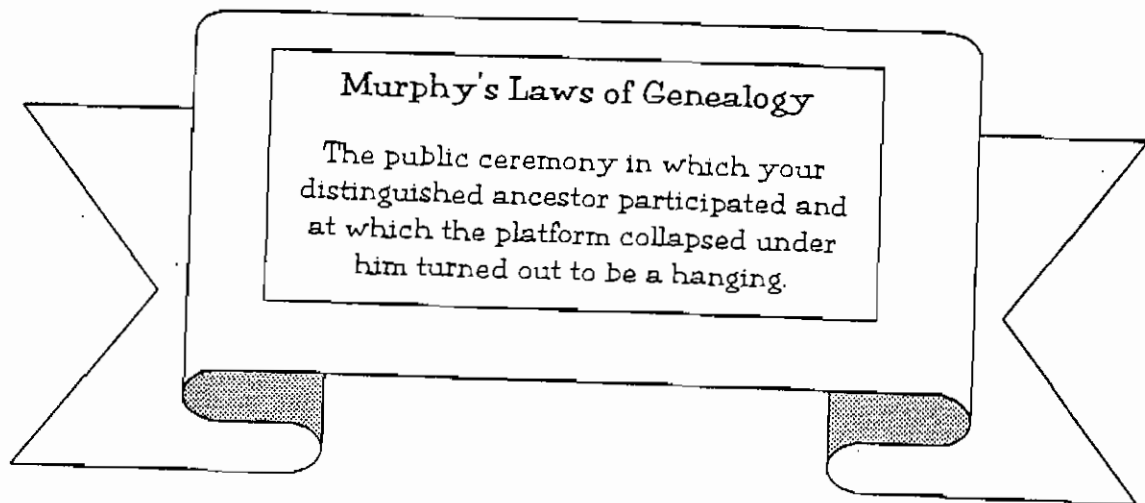 Murphy's Laws of Genealogy
The public ceremony in which your
distinguished ancestor participated and
at which the platform collapsed under
him turned out to be a hanging.